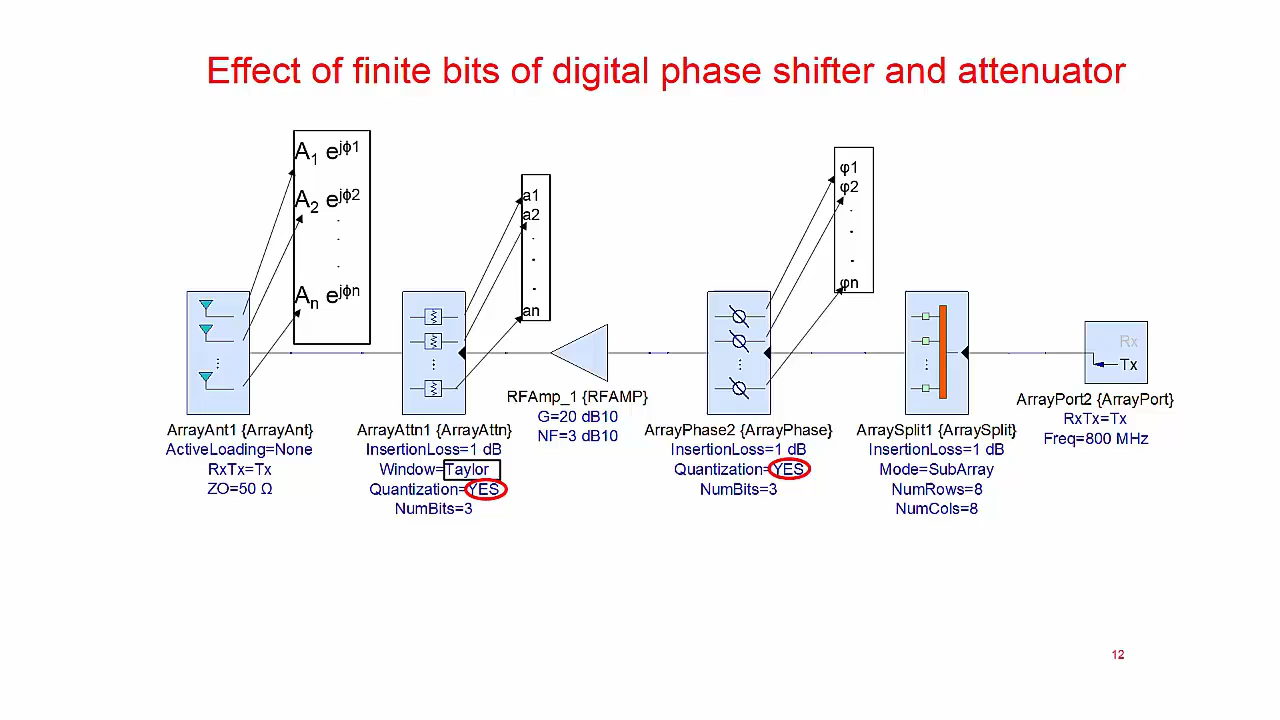 Effect of finite bits of digital phase shifter and attenuator
A1 e^jϕ1
A2 e^jϕ2
.
.
.
An e^jϕn
a1
a2
.
.
.
an
φ1
φ2
.
.
.
φn
ArrayAnt1 {ArrayAnt}
ActiveLoading=None
RxTx=Tx
ZO=50 Ω
ArrayAttn1 {ArrayAttn}
InsertionLoss=1 dB
Window=Taylor
Quantization=YES
NumBits=3
RFAmp_1 {RFAMP}
G=20 dB10
NF=3 dB10
ArrayPhase2 {ArrayPhase}
InsertionLoss=1 dB
Quantization=YES
NumBits=3
ArraySplit1 {ArraySplit}
InsertionLoss=1 dB
Mode=SubArray
NumRows=8
NumCols=8
Rx
Tx
ArrayPort2 {ArrayPort}
RxTx=Tx
Freq=800 MHz
12